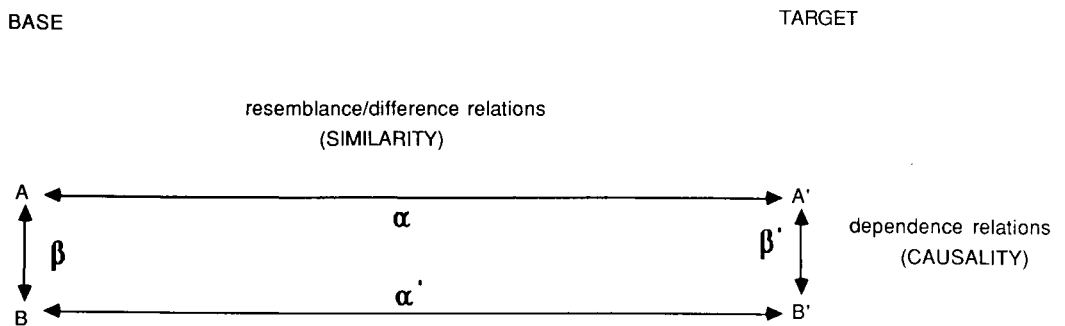 BASE
TARGET
resemblance/difference relations
(SIMILARITY)
A
A'
α
β
β'
dependence relations
(CAUSALITY)
α'
B
B'